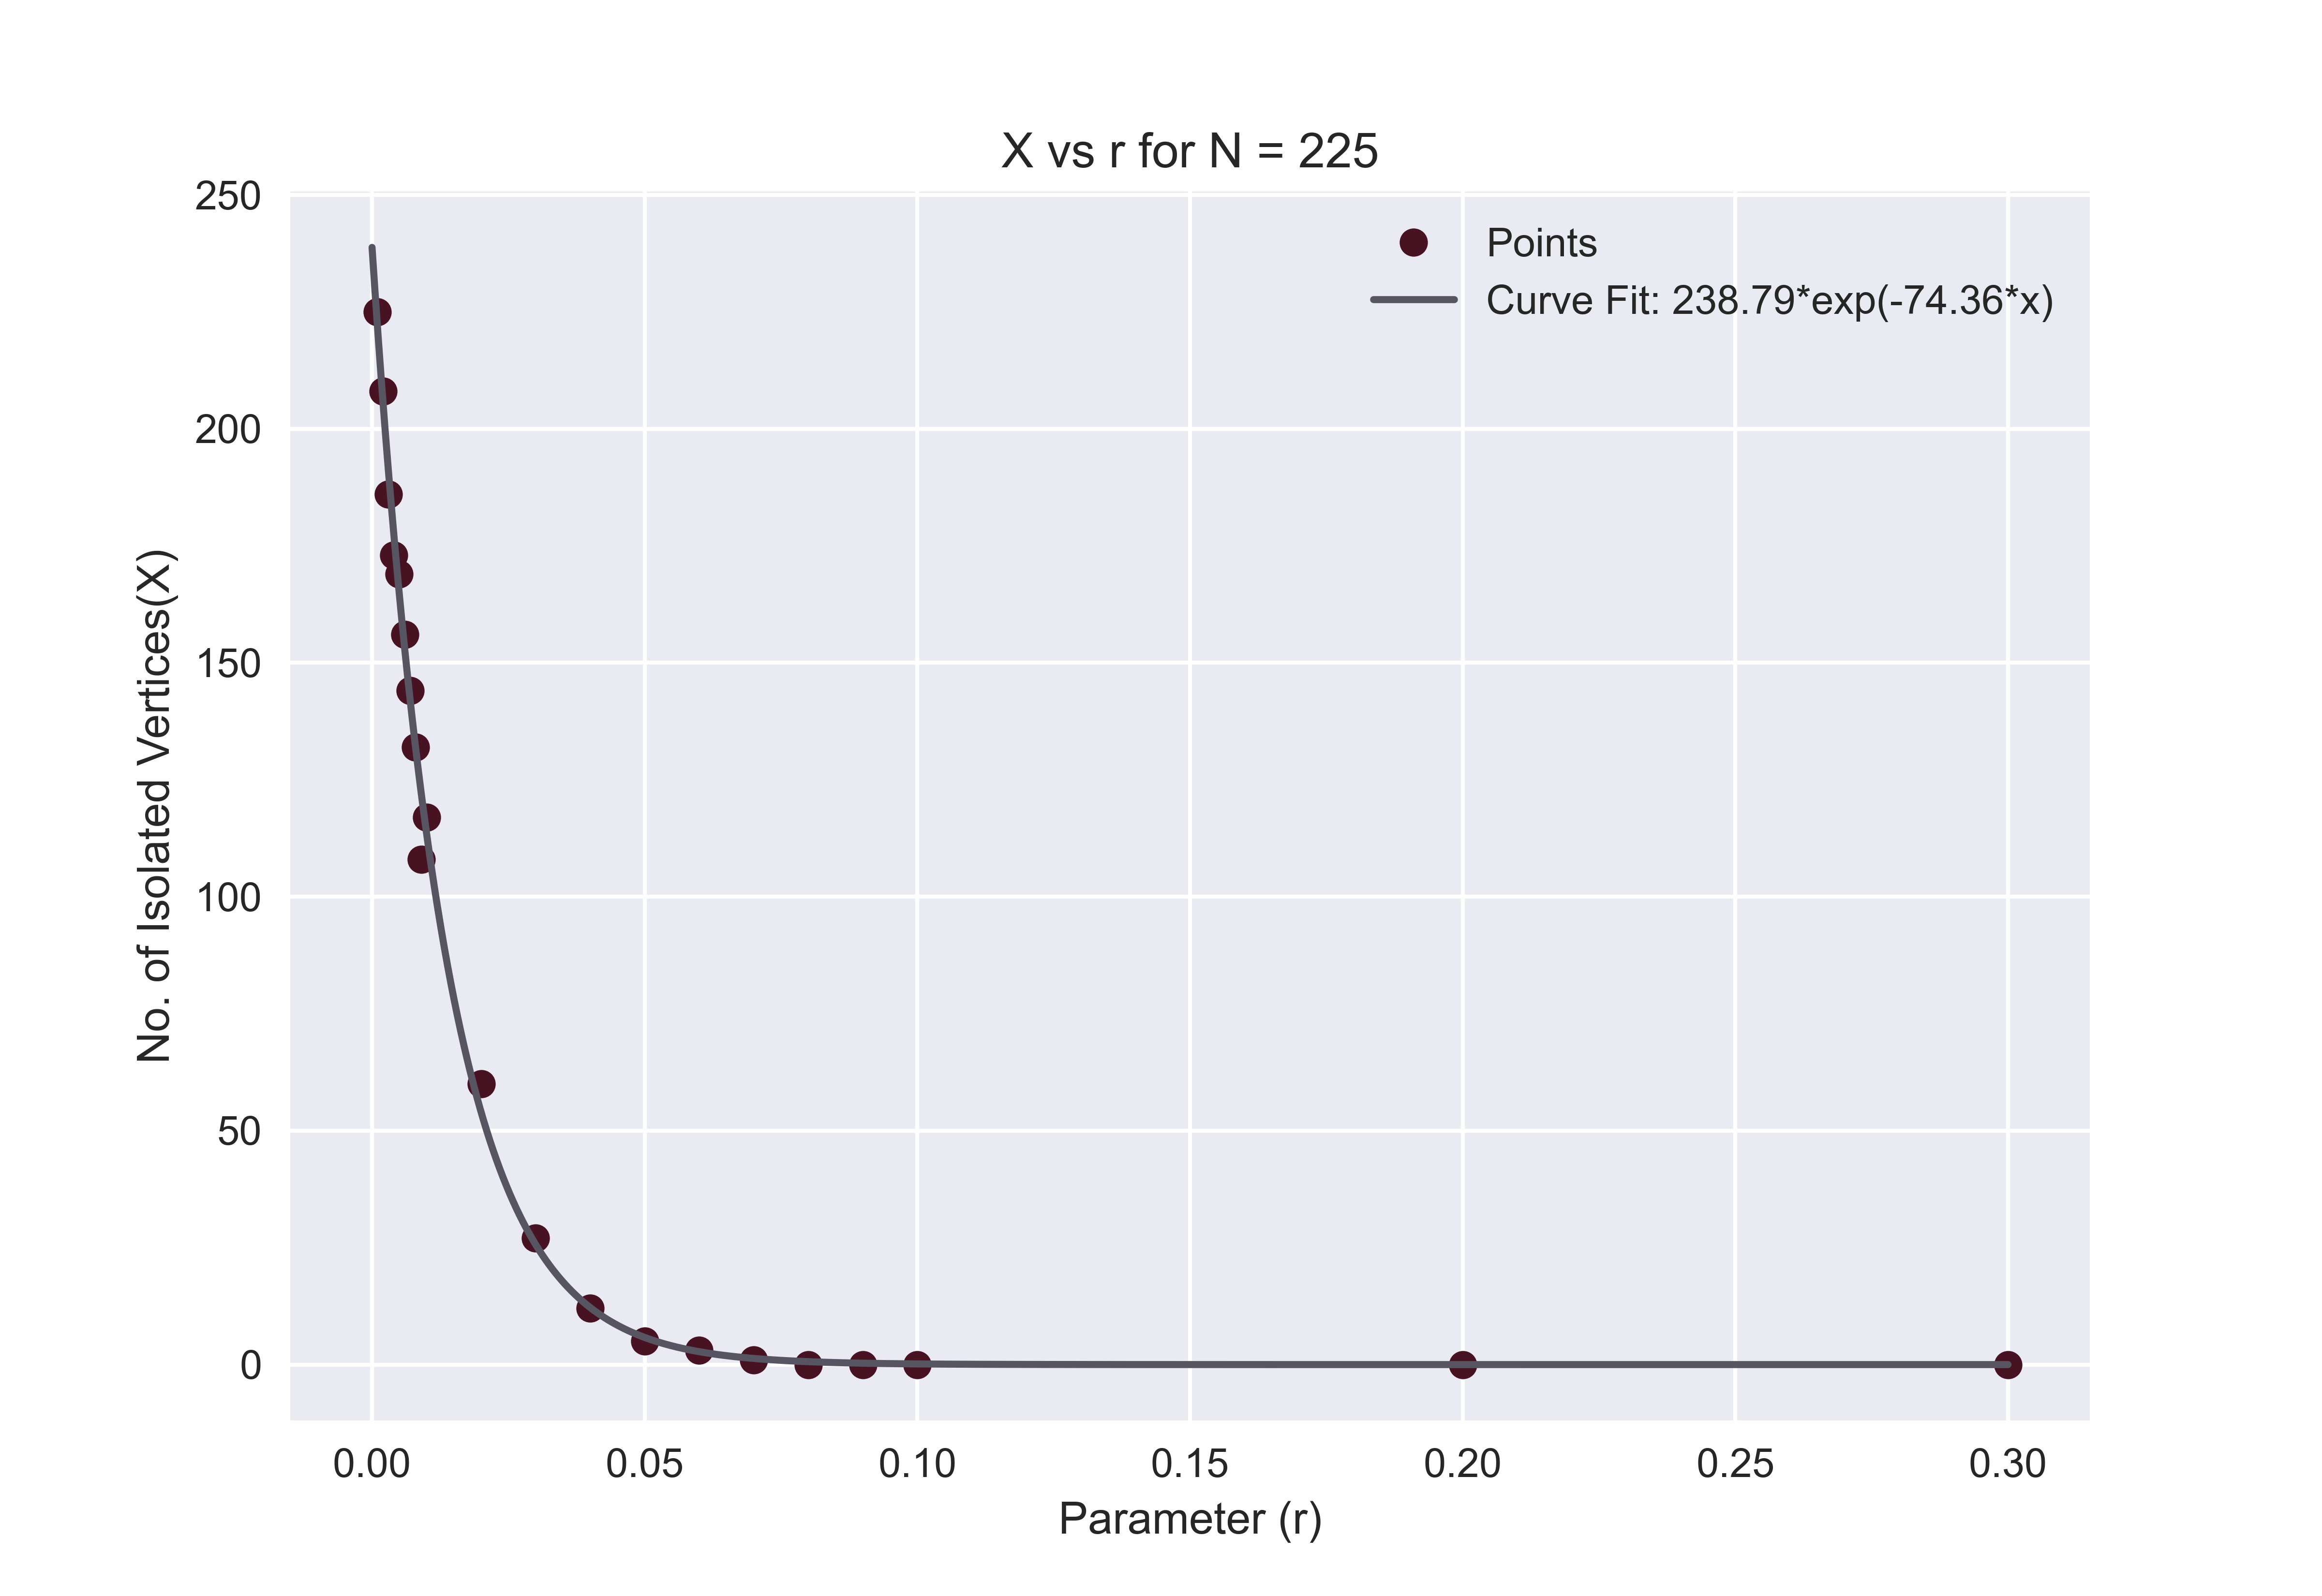 X vs r for N = 225
250
200
150
100
50
0
No. of Isolated Vertices(X)
Points
Curve Fit: 238.79*exp(-74.36*x)
0.00 0.05 0.10 0.15 0.20 0.25 0.30
Parameter (r)